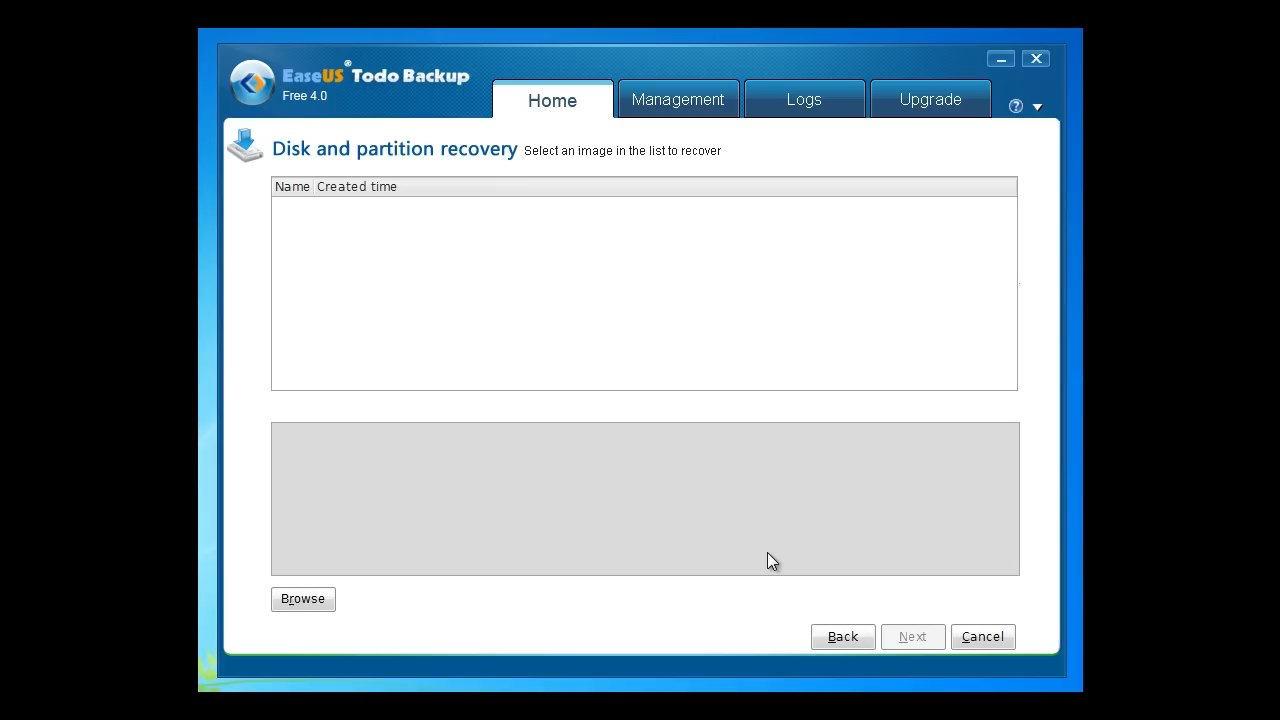 EaseUS® Todo Backup
Free 4.0
Home
Management
Logs
Upgrade
Disk and partition recovery Select an image in the list to recover
Name Created time
Browse
Back
Next
Cancel